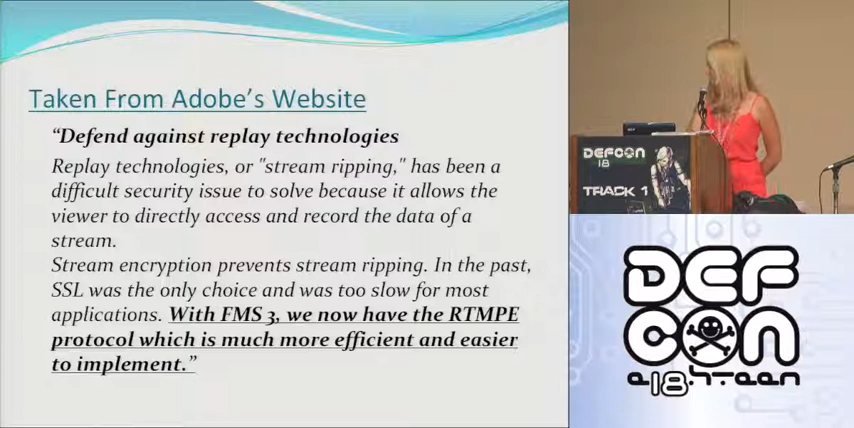 Taken From Adobe's Website
“Defend against replay technologies
Replay technologies, or "stream ripping," has been a
difficult security issue to solve because it allows the
viewer to directly access and record the data of a
stream.
Stream encryption prevents stream ripping. In the past,
SSL was the only choice and was too slow for most
applications. With FMS 3, we now have the RTMPE
protocol which is much more efficient and easier
to implement.”
DEFCON
18
TRACK 1
DEF
CON
e18hteen